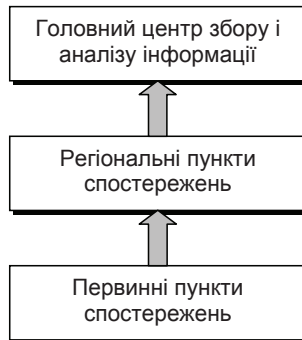 Головний центр збору і
аналізу інформації
Регіональні пункти
спостережень
Первинні пункти
спостережень